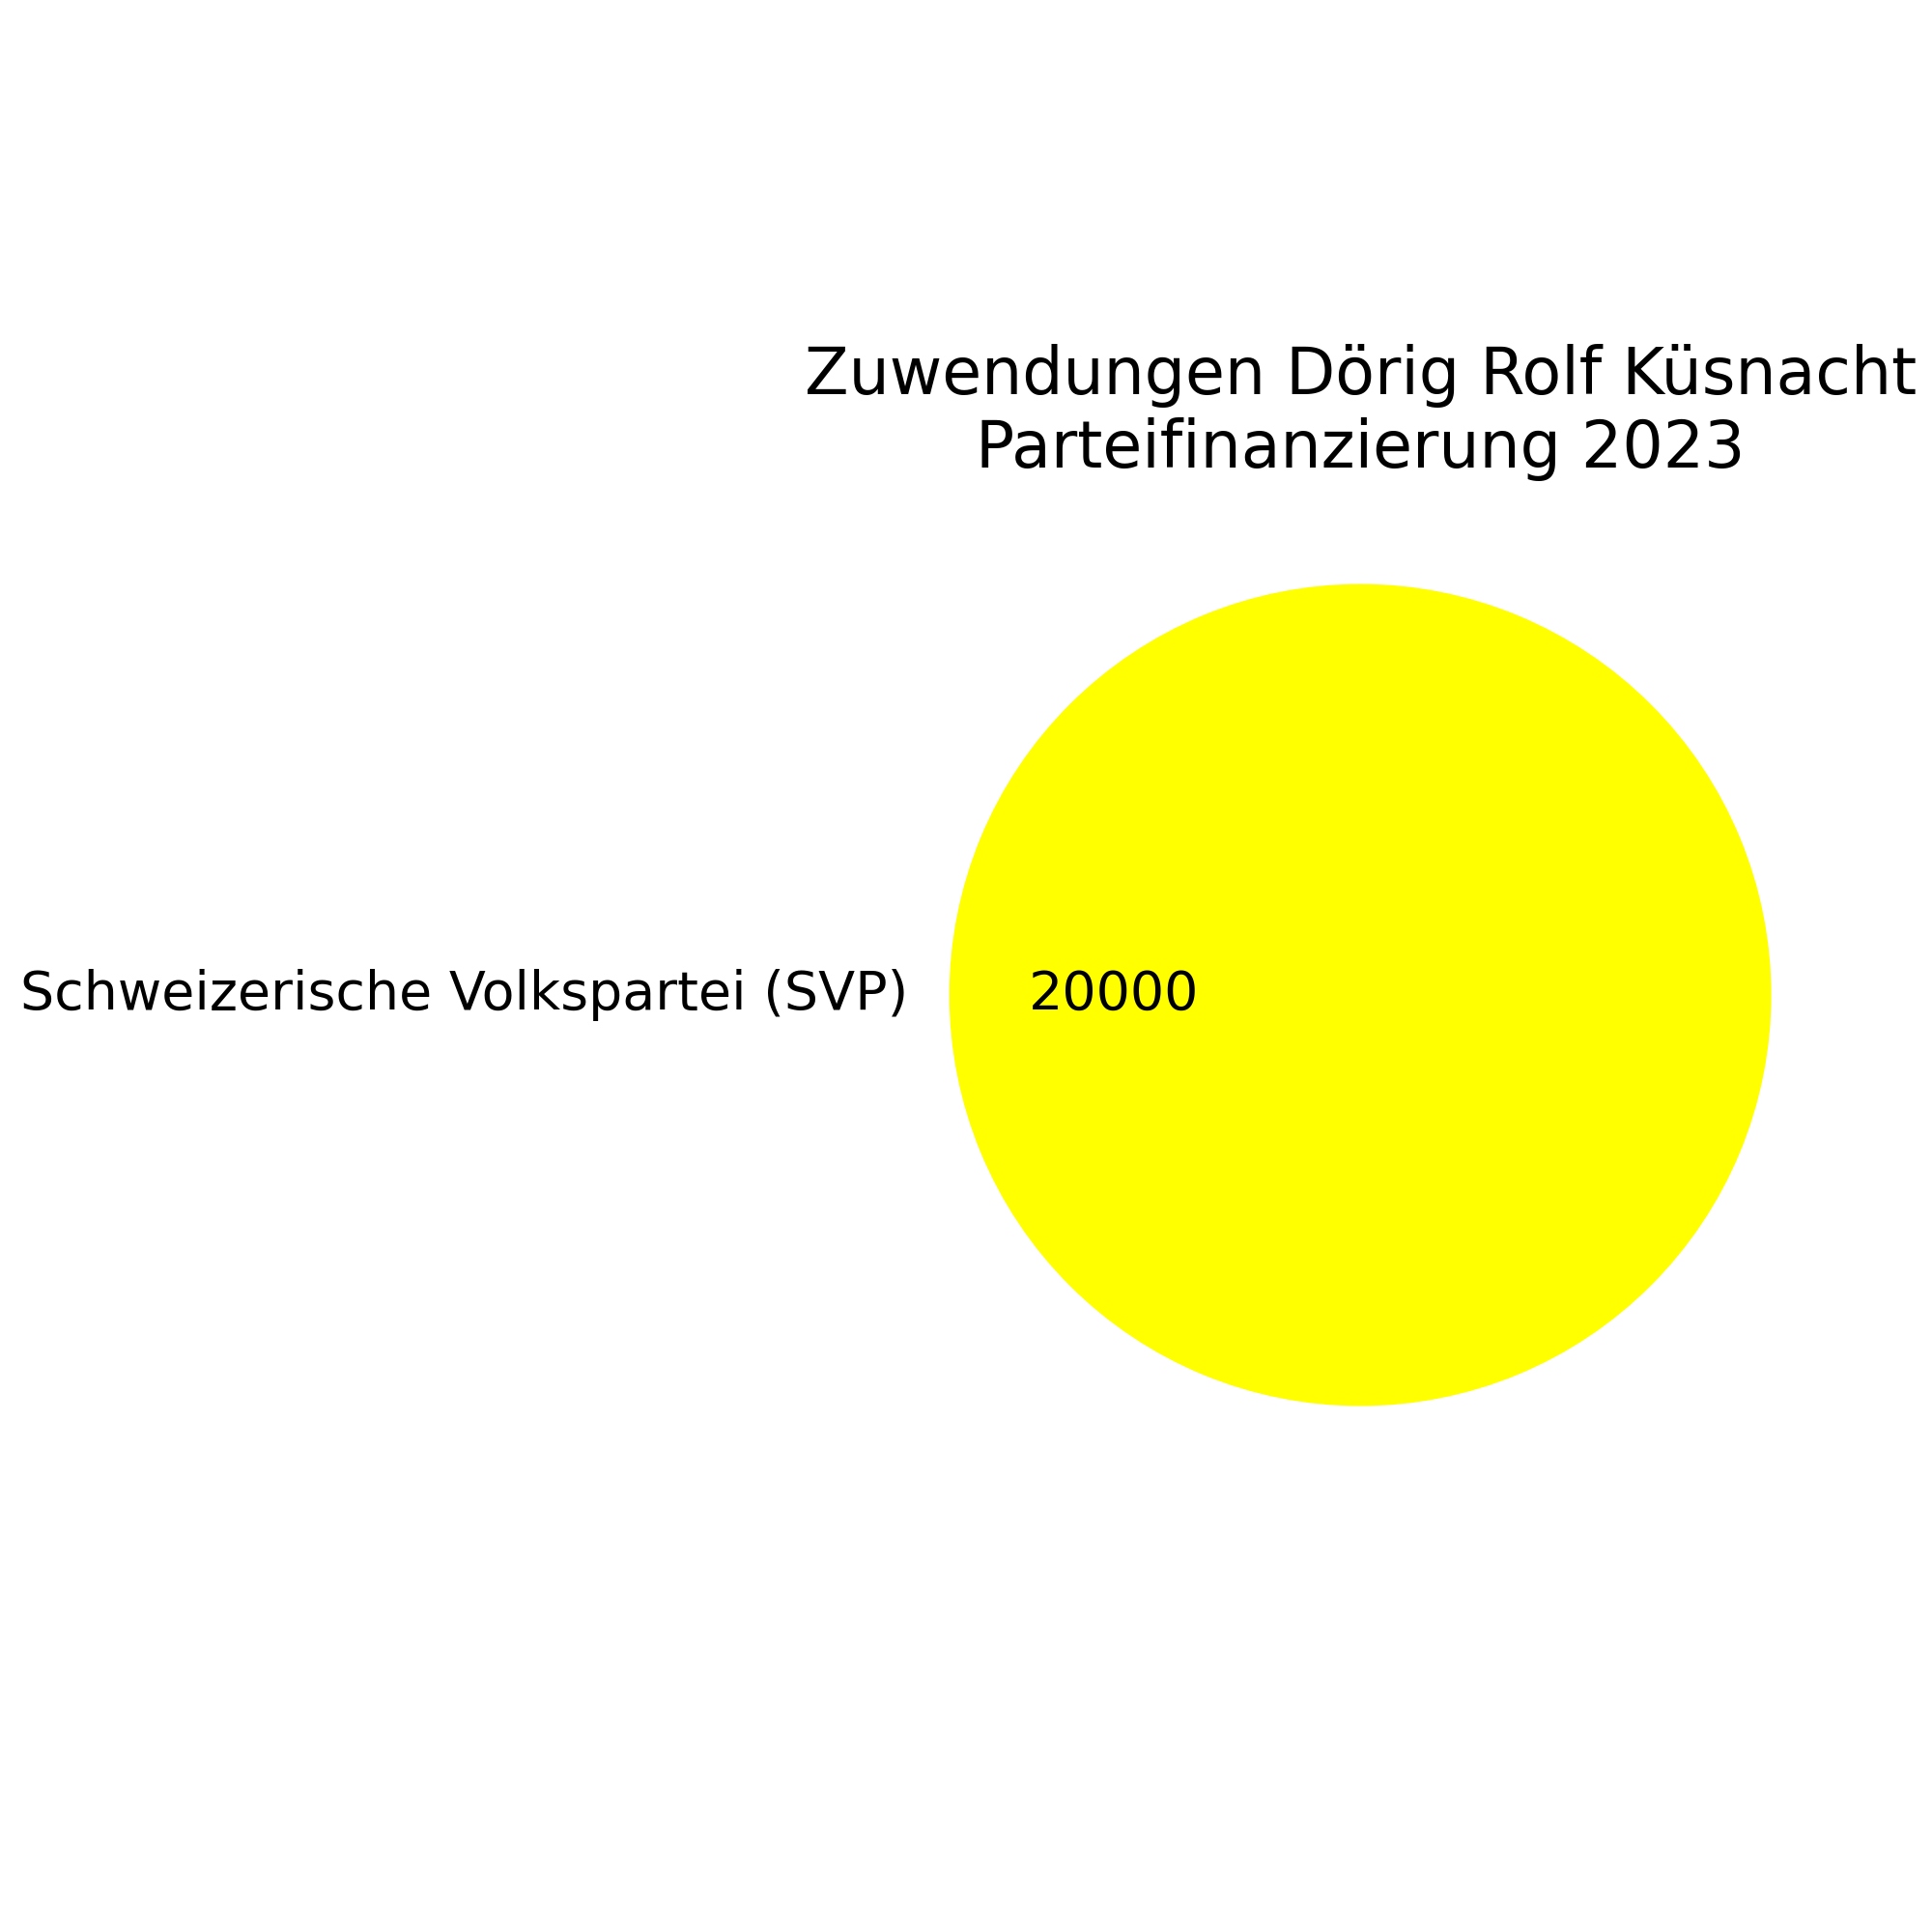 Zuwendungen Dörig Rolf Küsnacht
Parteifinanzierung 2023
Schweizerische Volkspartei (SVP)
20000